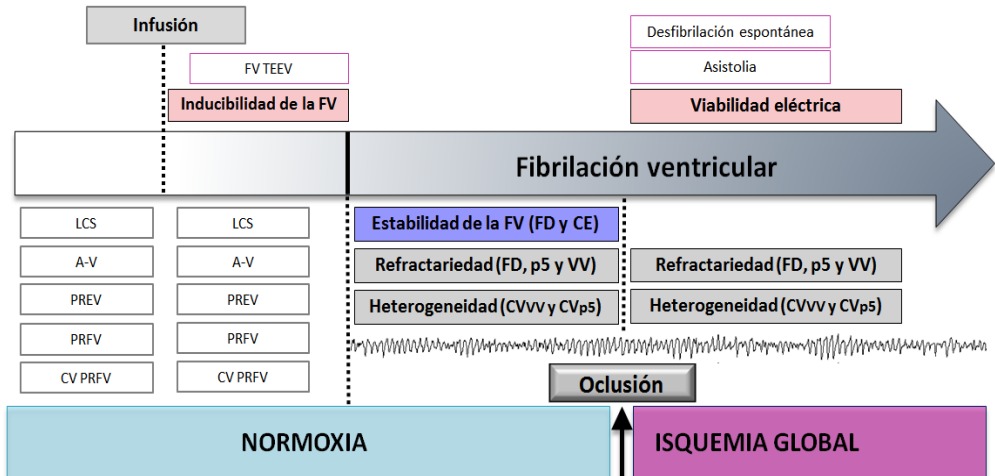 Infusión
Desfibrilación espontánea
FV TEEV
Asistolia
Inducibilidad de la FV
Viabilidad eléctrica
Fibrilación ventricular
LCS
LCS
Estabilidad de la FV (FD y CE)
A-V
A-V
Refractariedad (FD, p5 y VV)
Refractariedad (FD, p5 y VV)
PREV
PREV
Heterogeneidad (CVVV y CVp5)
Heterogeneidad (CVVV y CVp5)
PRFV
PRFV
CV PRFV
CV PRFV
Oclusión
NORMOXIA
ISQUEMIA GLOBAL